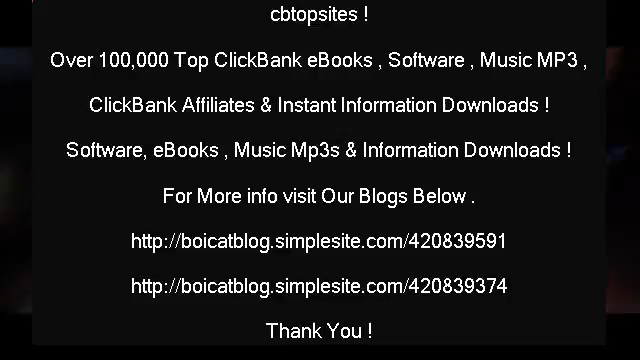 cbtopsites !
Over 100,000 Top ClickBank eBooks , Software , Music MP3 ,
ClickBank Affiliates & Instant Information Downloads !
Software, eBooks , Music Mp3s & Information Downloads !
For More info visit Our Blogs Below .
http://boicatblog.simplesite.com/420839591
http://boicatblog.simplesite.com/420839374
Thank You !